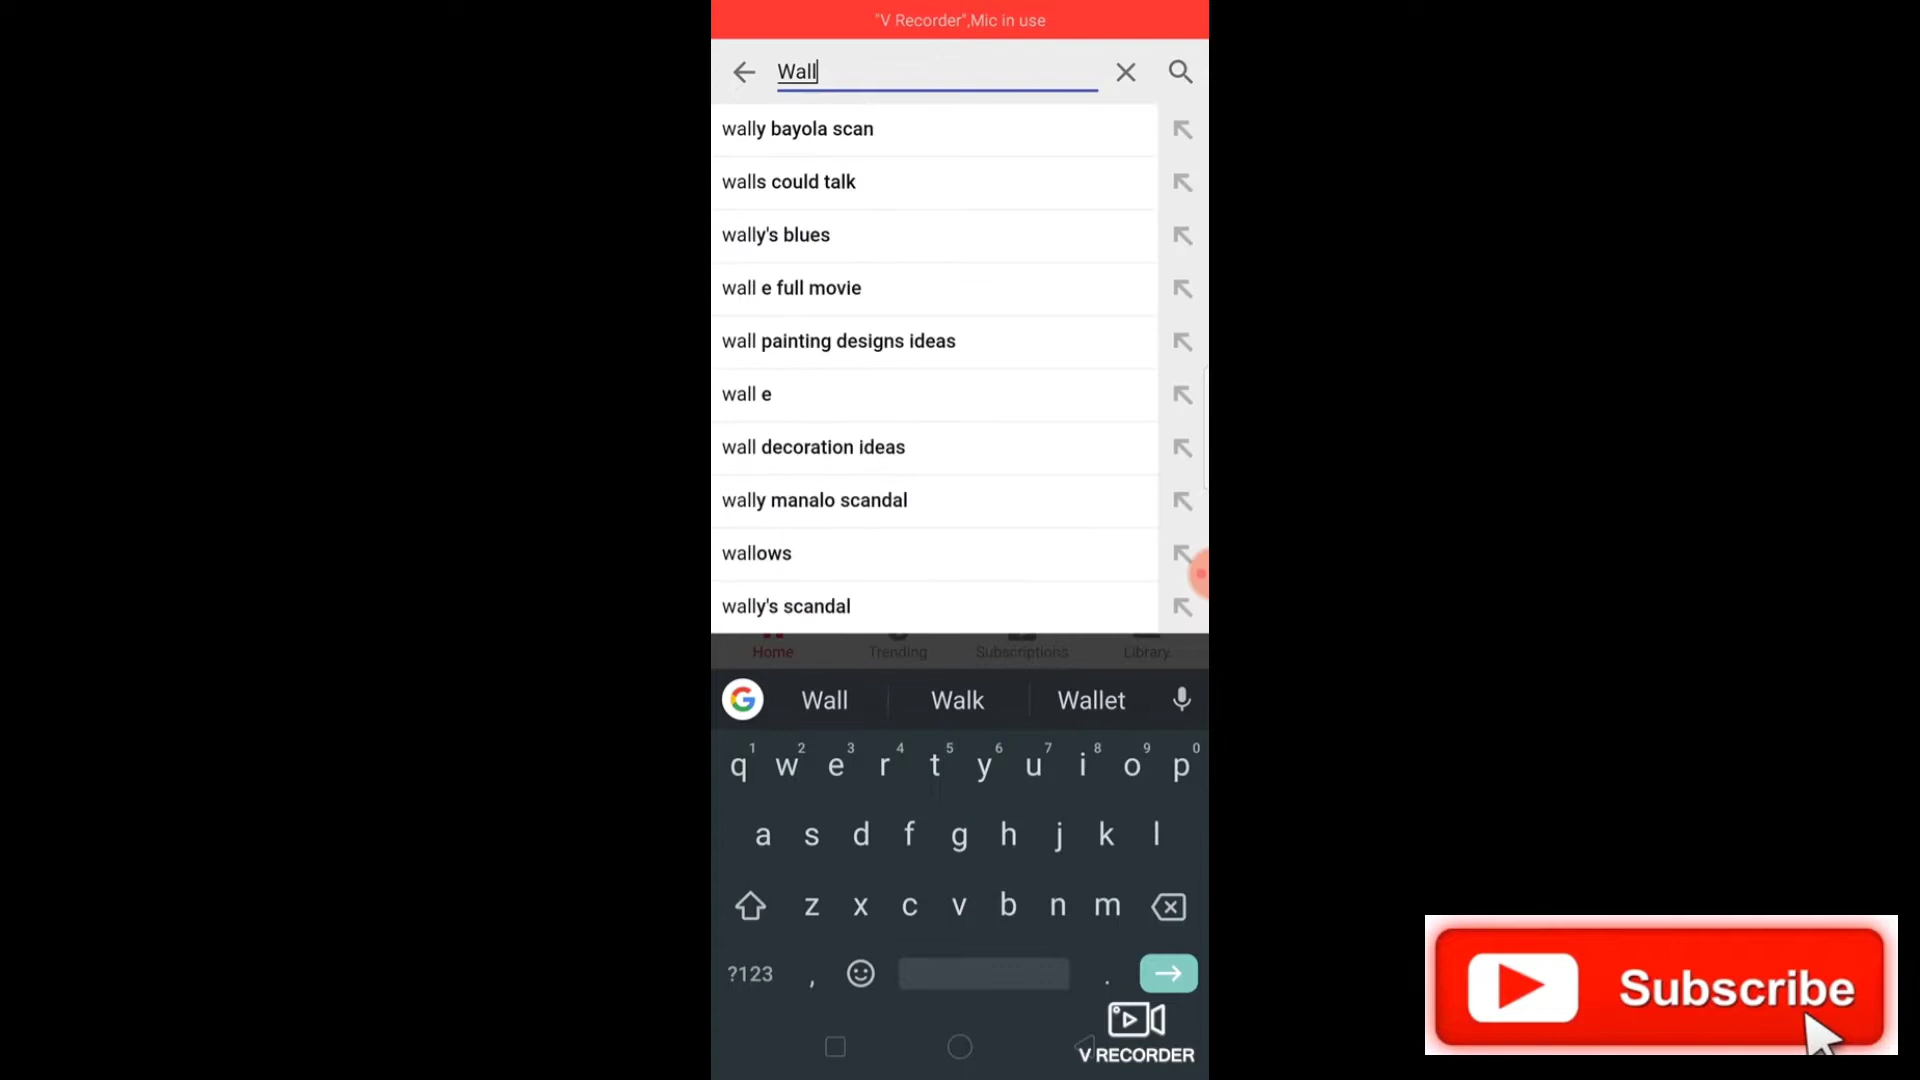 "V Recorder",Mic in use
Wall
wally bayola scan
walls could talk
wally's blues
wall e full movie
wall painting designs ideas
wall e
wall decoration ideas
wally manalo scandal
wallows
wally's scandal
Home Trending Subscriptions Library
G Wall Walk Wallet
1 2 3 4 5 6 7 8 9 0
q w e r t y u i o p
a s d f g h j k l
z x c v b n m
?123 , .
V RECORDER
Subscribe